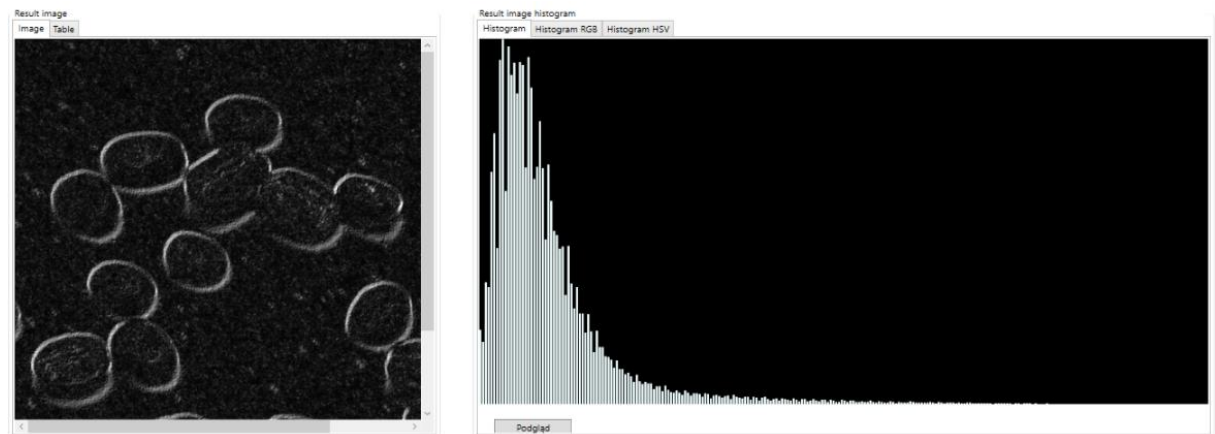 Result image
Image Table
Result image histogram
Histogram Histogram RGB Histogram HSV
Podgląd